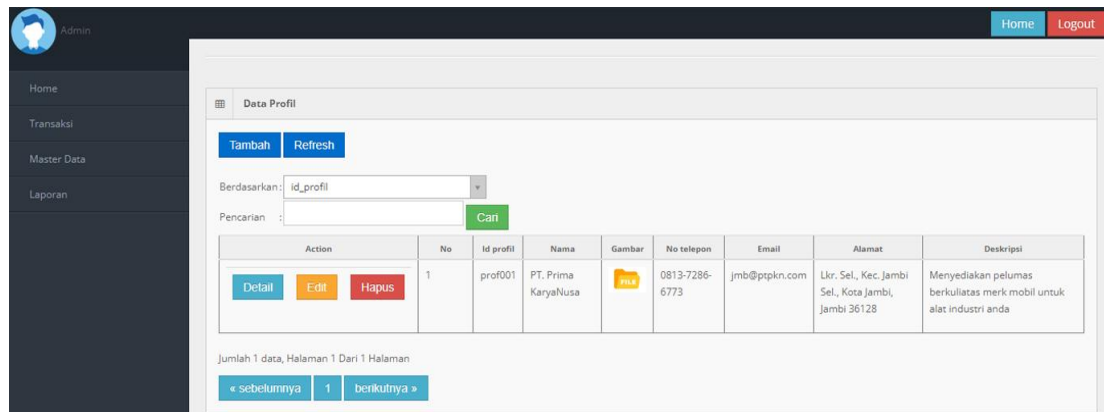 Admin
Home Logout
Home
Transaksi
Master Data
Laporan
Data Profil
Tambah Refresh
Berdasarkan : id_profil
Pencarian :
Cari
Action No Id profil Nama Gambar No telepon Email Alamat Deskripsi
Detail Edit Hapus
1
prof001
PT. Prima
KaryaNusa
FILE
0813-7286-
6773
jmb@ptpkn.com
Lkr. Sel., Kec. Jambi
Sel., Kota Jambi,
Jambi 36128
Menyediakan pelumas
berkuliatas merk mobil untuk
alat industri anda
Jumlah 1 data, Halaman 1 Dari 1 Halaman
« sebelumnya 1 berikutnya »